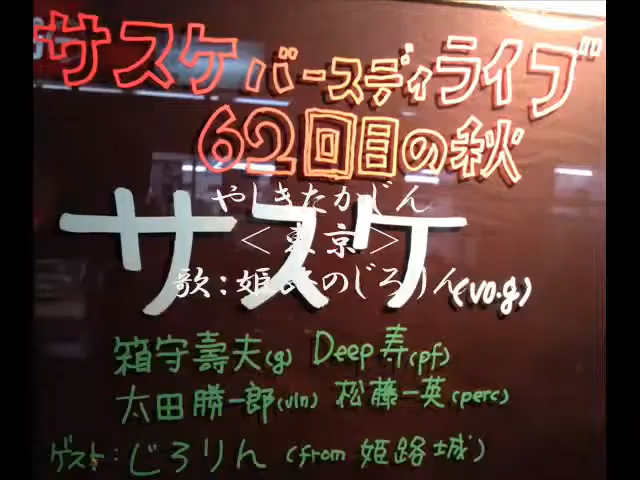 サスケ バースディライブ
62回目の秋
サスケ(vo.g)
やしきたかじん
＜東京＞
歌：姫のじろりん
箱守壽夫(g) Deep寿(pf)
太田勝一郎(vln) 松藤一英(perc)
ゲスト：じろりん (from 姫路城)